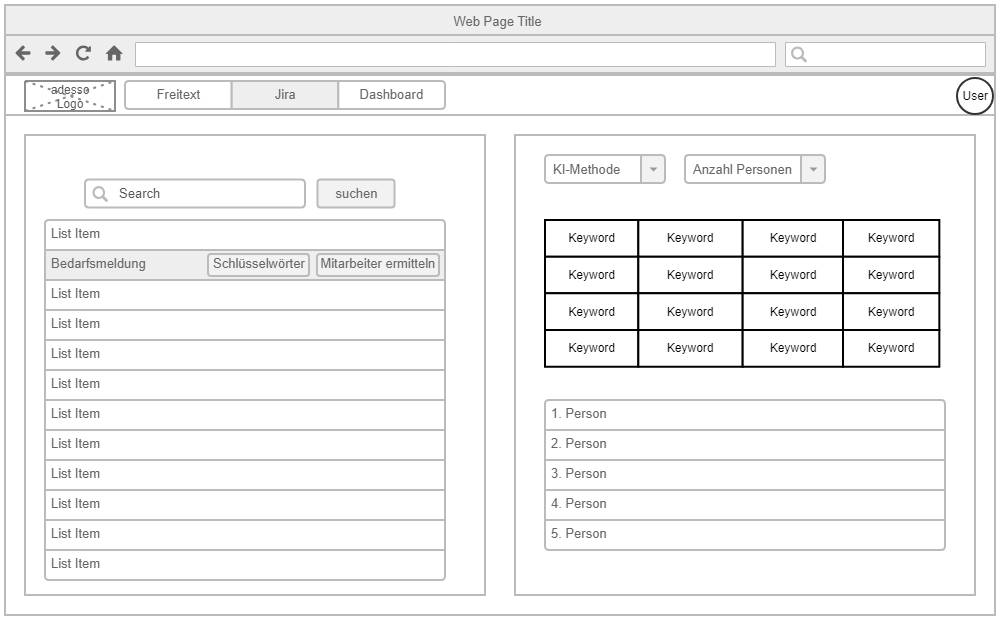 Web Page Title
adesso
Logo
Freitext
Jira
Dashboard
User
Search
suchen
List Item
Bedarfsmeldung
Schlüsselwörter
Mitarbeiter ermitteln
List Item
List Item
List Item
List Item
List Item
List Item
List Item
List Item
List Item
List Item
KI-Methode
Anzahl Personen
Keyword Keyword Keyword Keyword
Keyword Keyword Keyword Keyword
Keyword Keyword Keyword Keyword
Keyword Keyword Keyword Keyword
1. Person
2. Person
3. Person
4. Person
5. Person